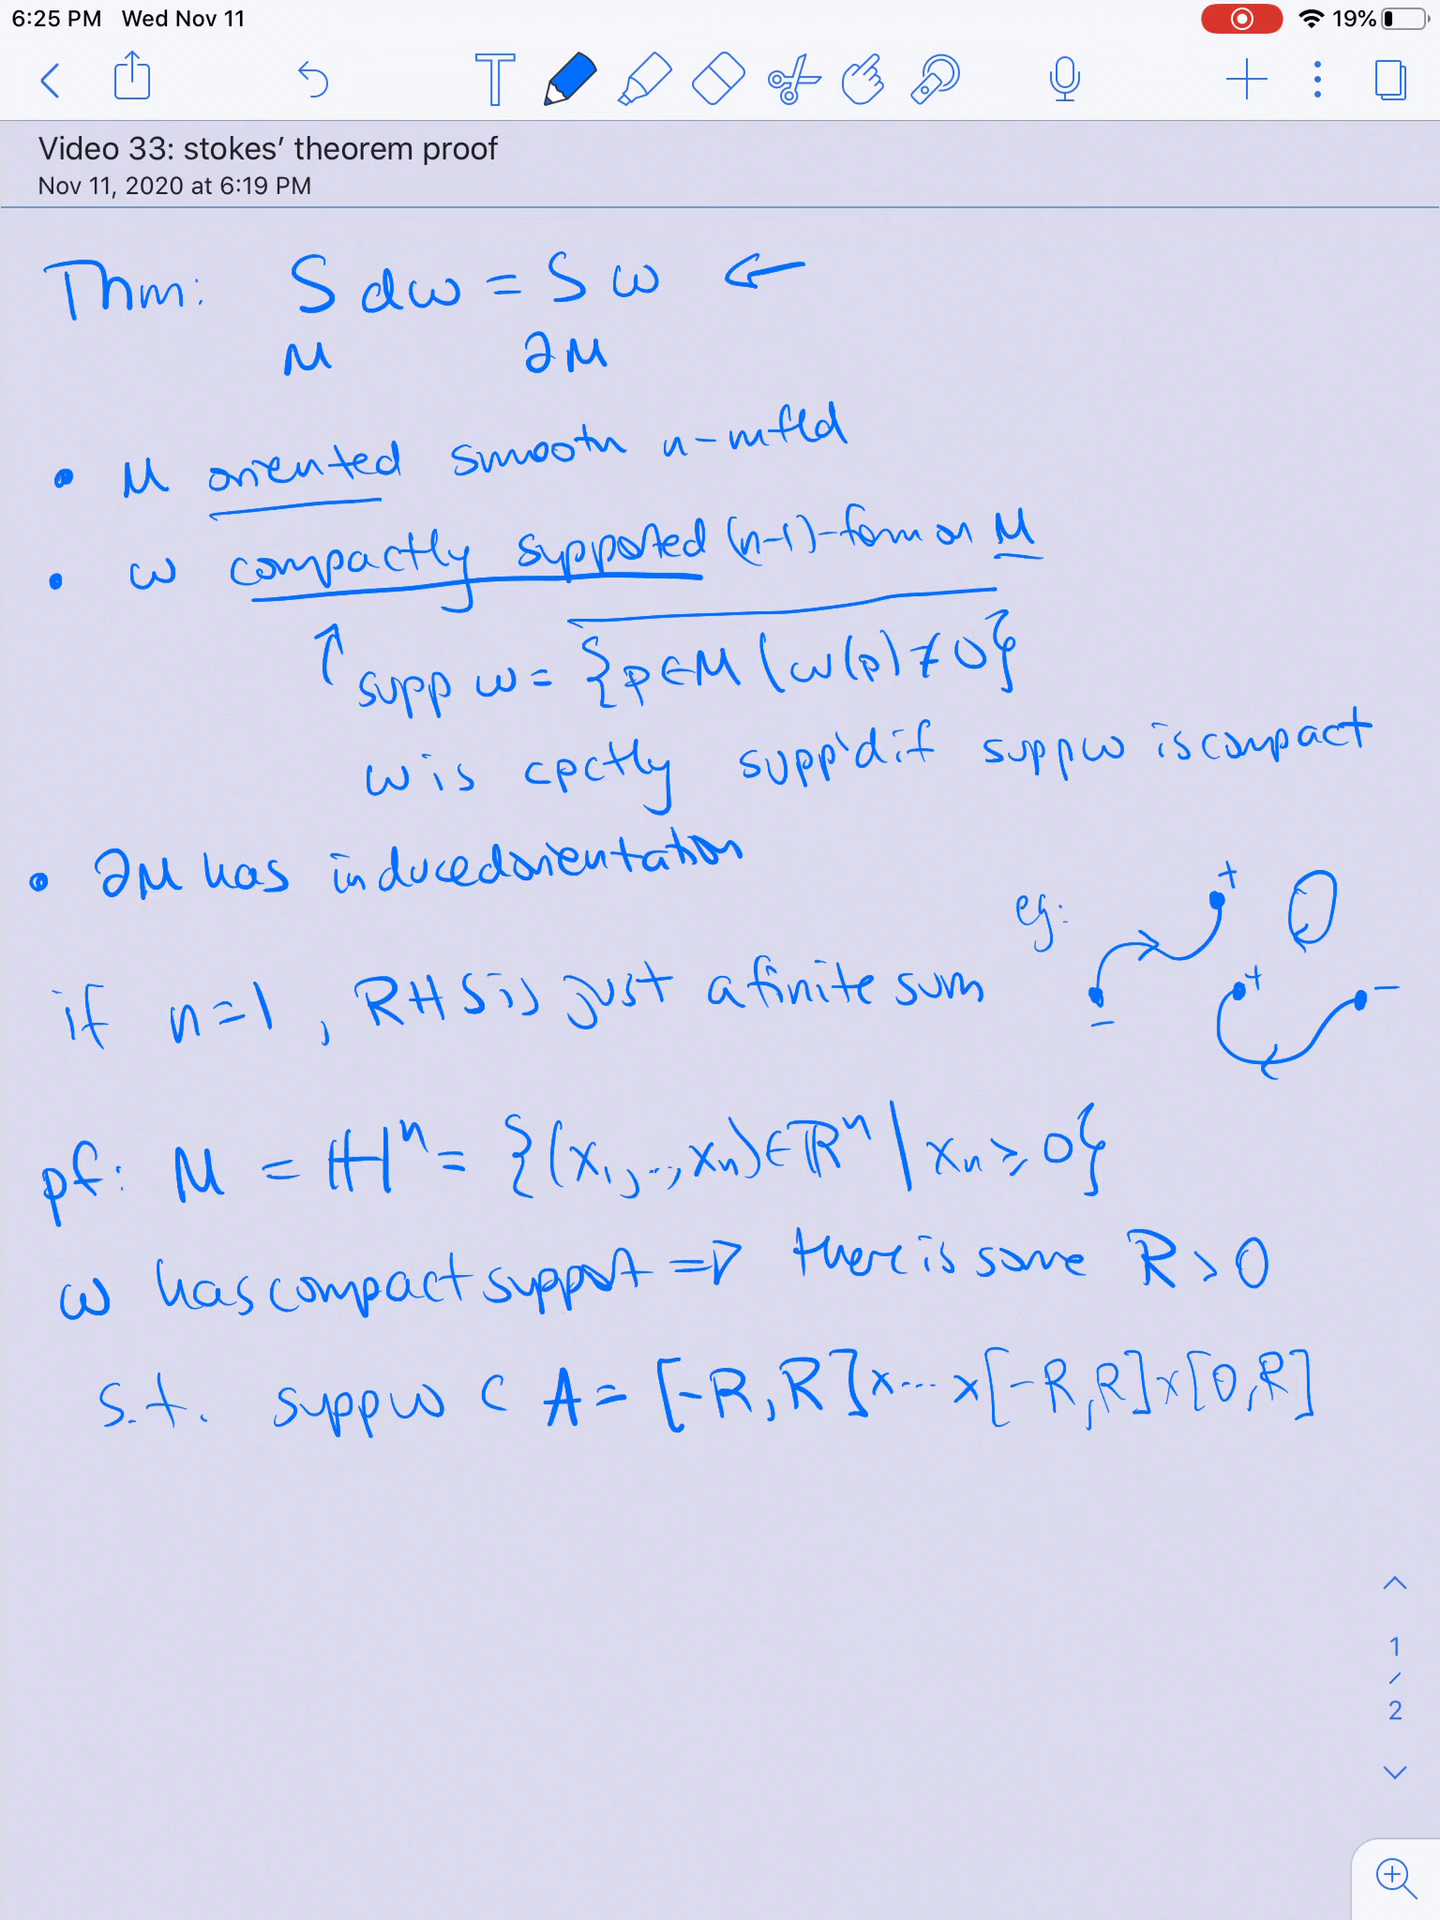 6:25 PM Wed Nov 11 19%
Video 33: stokes' theorem proof
Nov 11, 2020 at 6:19 PM
Thm: ∫ dω = ∫ ω ←
M ∂M
• M oriented smooth n-mfld
• ω compactly supported (n-1)-form on M
↑ supp ω = {p∈M | ω(p) ≠ 0}
ω is cpctly supp'd if supp ω is compact
• ∂M has induced orientation
eg: + - + -
if n=1, RHS is just a finite sum
pf: M = ℍⁿ = {(x₁,..,xₙ)∈ℝⁿ | xₙ ≥ 0}
ω has compact support => there is some R > 0
s.t. supp ω ⊂ A = [-R,R]×...×[-R,R]×[0,R]
1
/
2